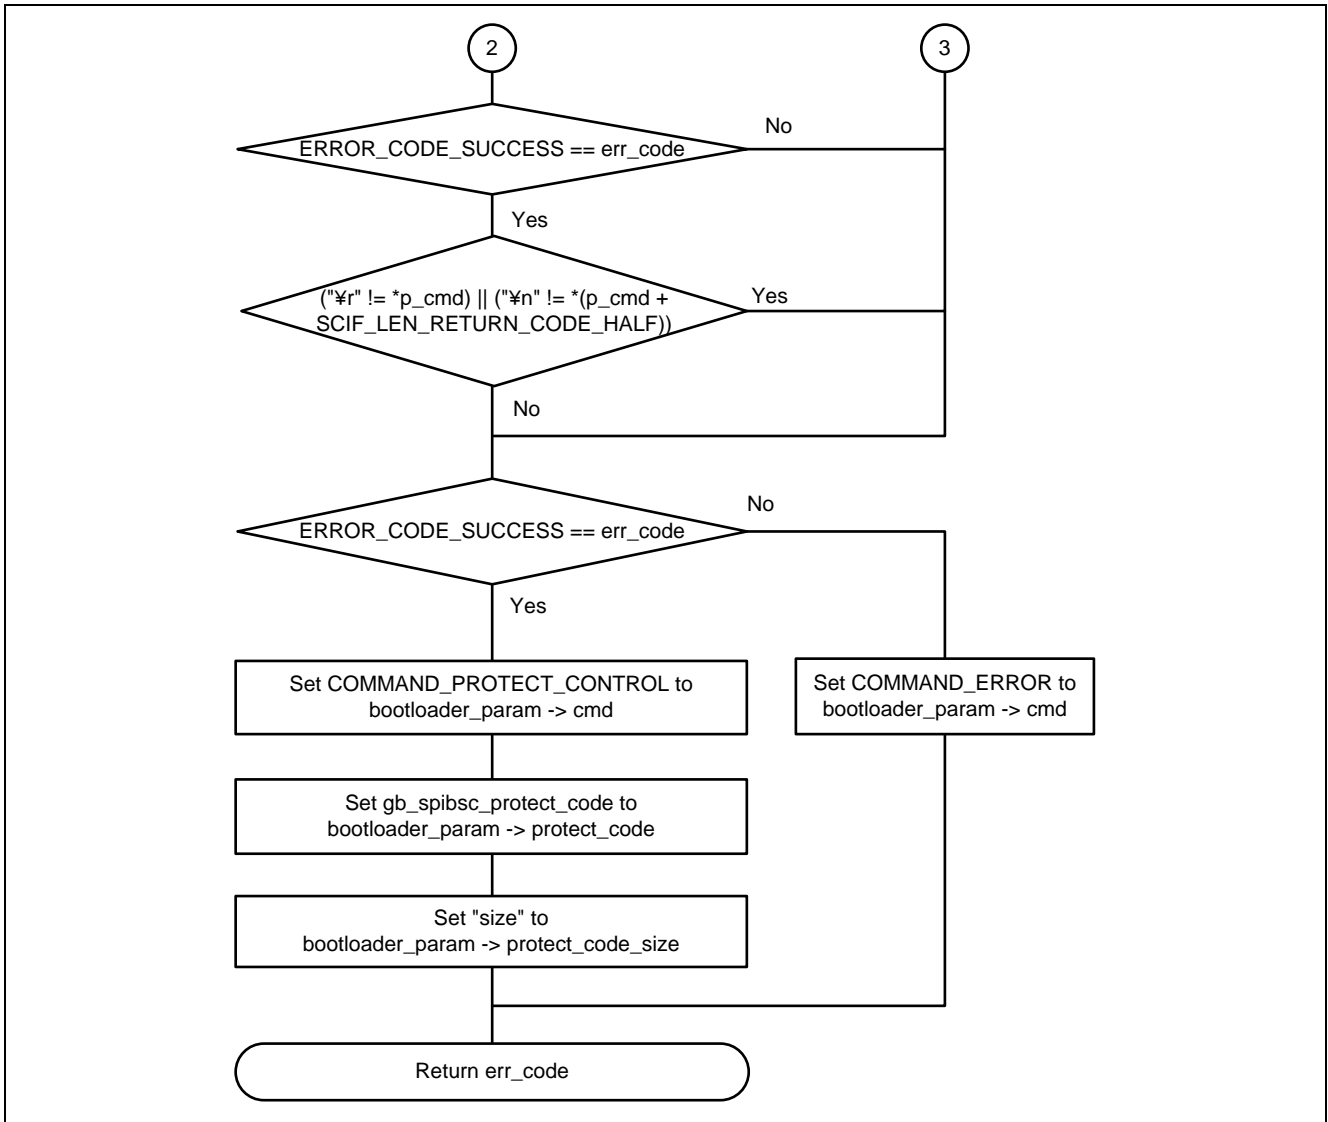 2
3
ERROR_CODE_SUCCESS == err_code
No
Yes
("¥r" != *p_cmd) || ("¥n" != *(p_cmd +
SCIF_LEN_RETURN_CODE_HALF))
Yes
No
ERROR_CODE_SUCCESS == err_code
No
Yes
Set COMMAND_PROTECT_CONTROL to
bootloader_param -> cmd
Set COMMAND_ERROR to
bootloader_param -> cmd
Set gb_spibsc_protect_code to
bootloader_param -> protect_code
Set "size" to
bootloader_param -> protect_code_size
Return err_code